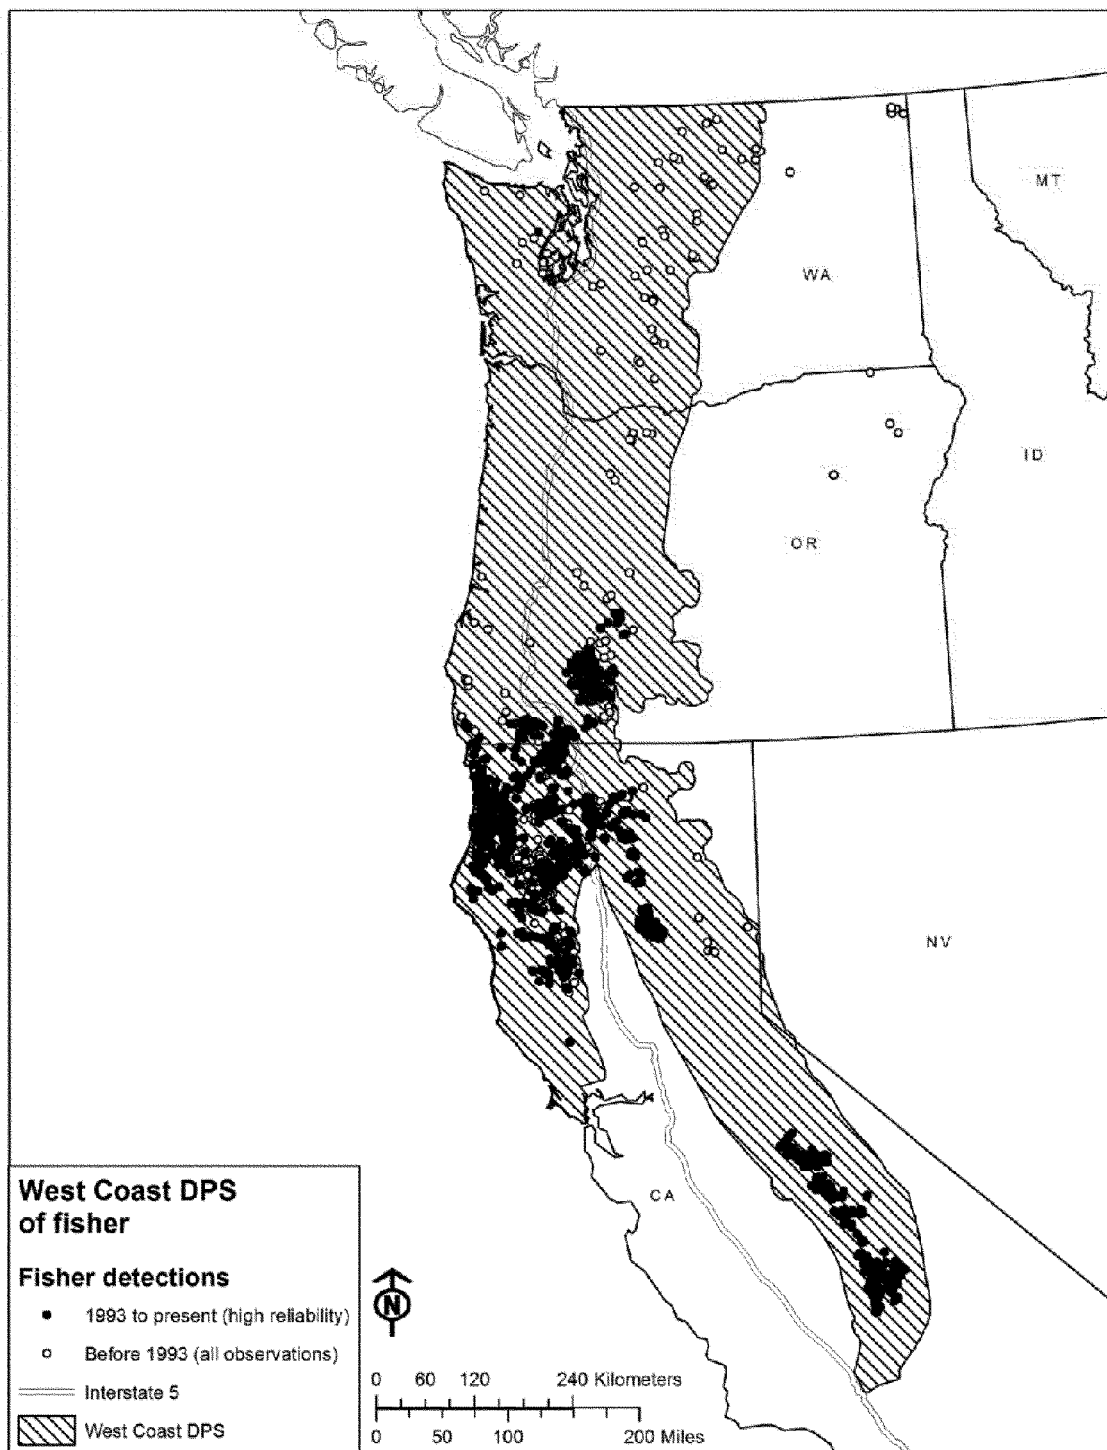 MT
WA
ID
OR
NV
CA
West Coast DPS
of fisher
Fisher detections
1993 to present (high reliability)
Before 1993 (all observations)
Interstate 5
West Coast DPS
N
0 60 120 240 Kilometers
0 50 100 200 Miles